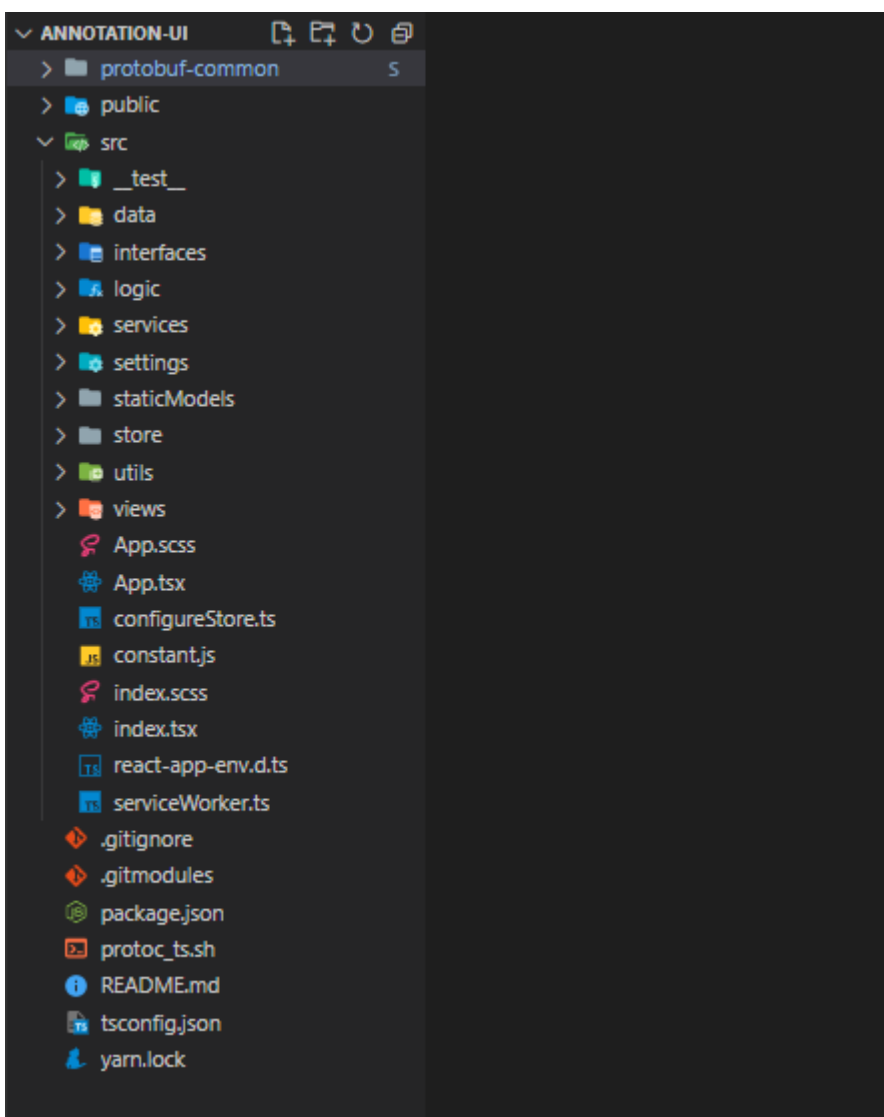 ANNOTATION-UI
protobuf-common S
public
src
__test__
data
interfaces
logic
services
settings
staticModels
store
utils
views
App.scss
App.tsx
configureStore.ts
constant.js
index.scss
index.tsx
react-app-env.d.ts
serviceWorker.ts
.gitignore
.gitmodules
package.json
protoc_ts.sh
README.md
tsconfig.json
yarn.lock